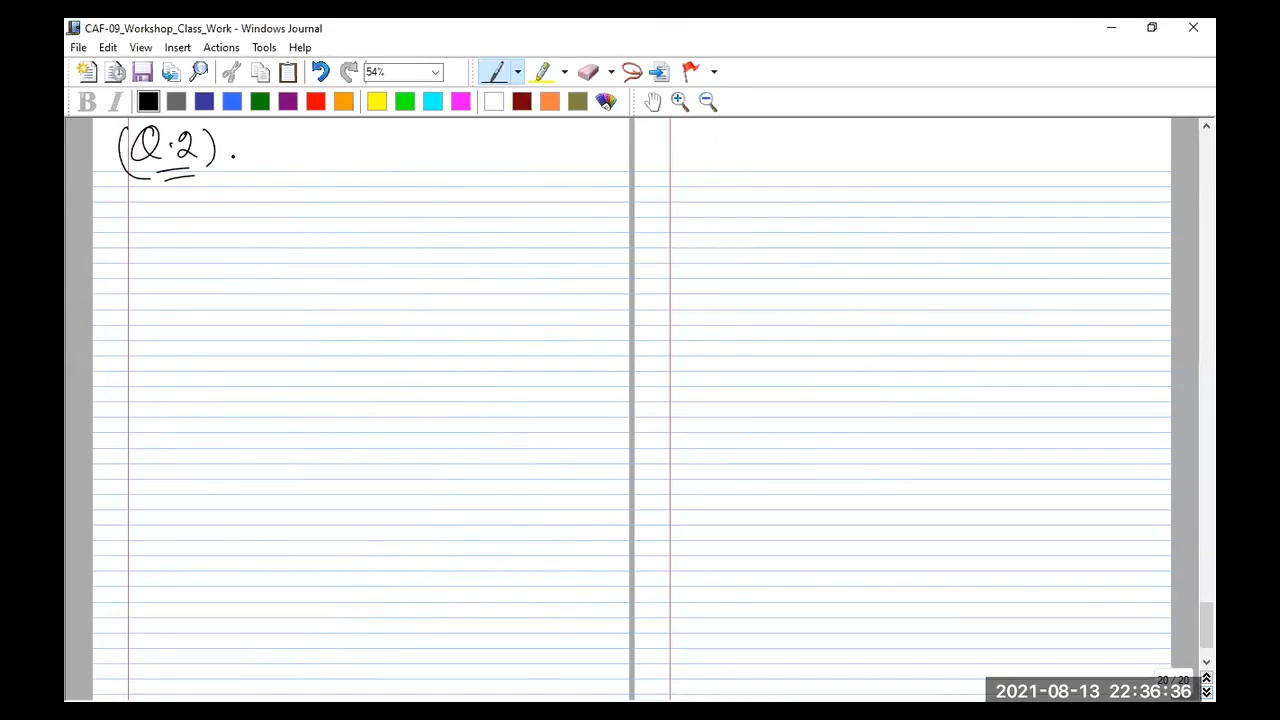 CAF-09_Workshop_Class_Work - Windows Journal
File Edit View Insert Actions Tools Help
54%
B I
(Q.2).
20 / 20
2021-08-13 22:36:36